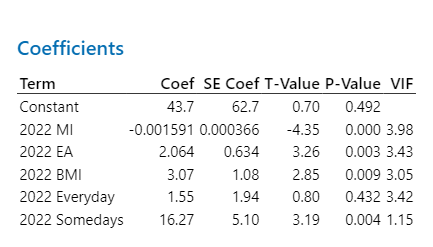 Coefficients
Term Coef SE Coef T-Value P-Value VIF
Constant 43.7 62.7 0.70 0.492
2022 MI -0.001591 0.000366 -4.35 0.000 3.98
2022 EA 2.064 0.634 3.26 0.003 3.43
2022 BMI 3.07 1.08 2.85 0.009 3.05
2022 Everyday 1.55 1.94 0.80 0.432 3.42
2022 Somedays 16.27 5.10 3.19 0.004 1.15